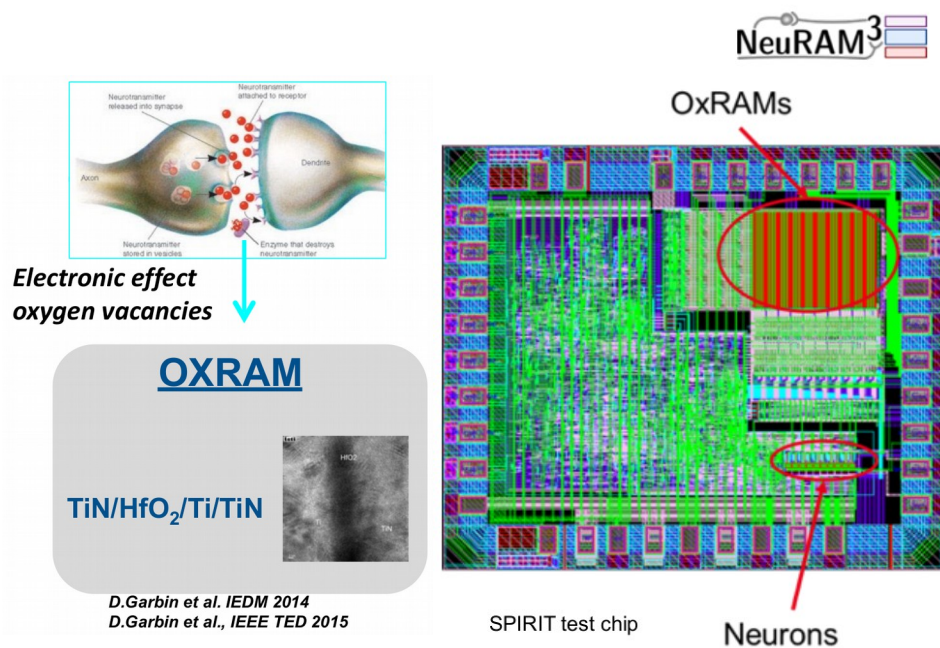 NeuRAM3
Neurotransmitter
released into synapse
Neurotransmitter
attached to receptor
Axon
Dendrite
Neurotransmitter
stored in vesicles
Enzyme that destroys
neurotransmitter
Electronic effect
oxygen vacancies
OXRAM
TiN/HfO₂/Ti/TiN
HfO2
Ti
TiN
D.Garbin et al. IEDM 2014
D.Garbin et al., IEEE TED 2015
OxRAMs
SPIRIT test chip
Neurons